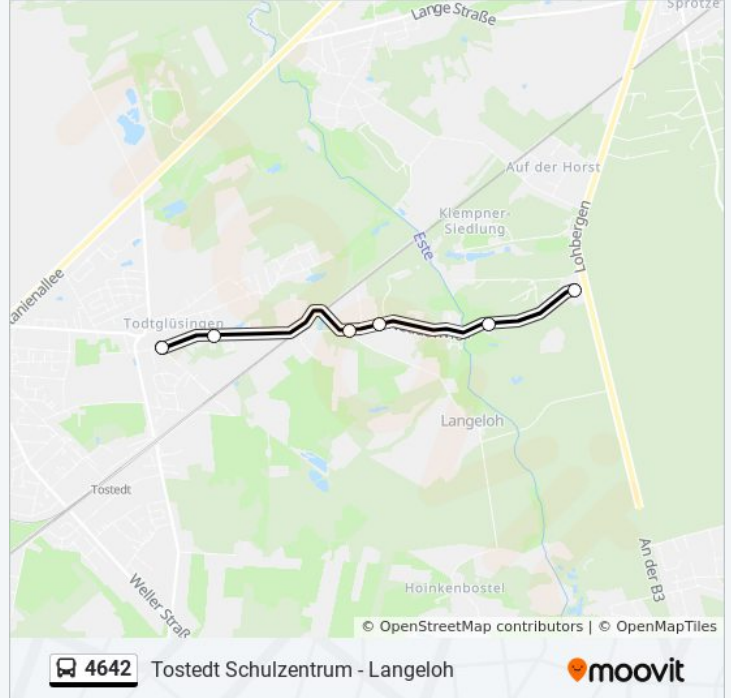 Lange Straße
Sprötze
Auf der Horst
Klempner-
Siedlung
Este
Lohbergen
anienallee
Todtglüsingen
Langeloh
Tostedt
Weller Straß
An der B3
Hoinkenbostel
© OpenStreetMap contributors | © OpenMapTiles
4642 Tostedt Schulzentrum - Langeloh
moovit